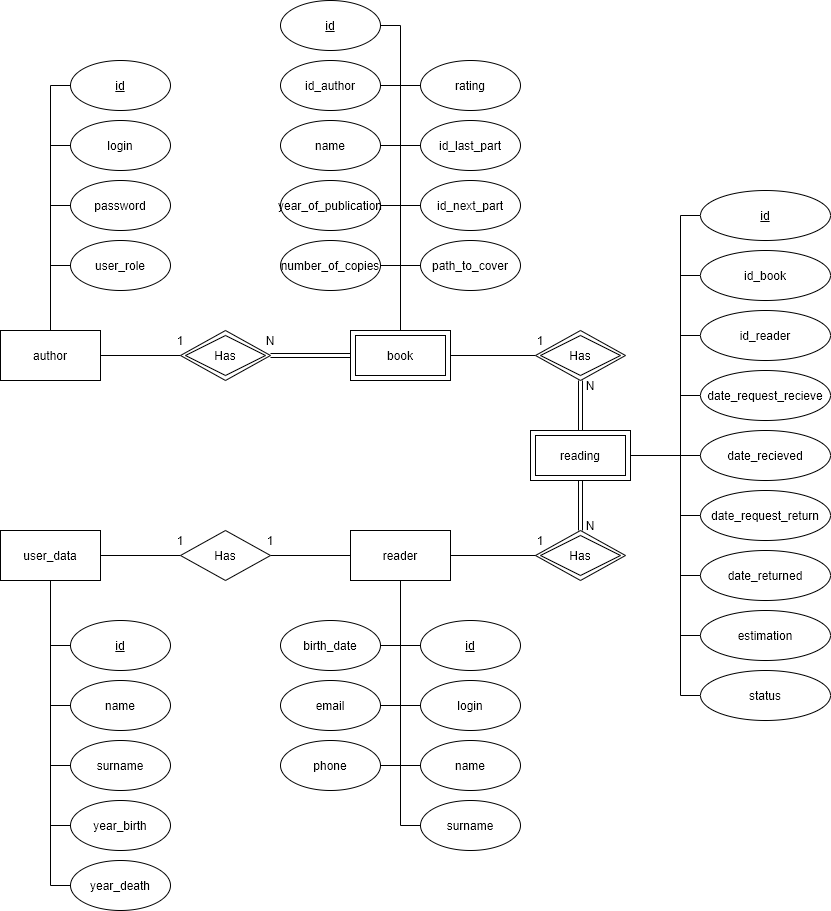 id
id
id_author
rating
login
name
id_last_part
password
year_of_publication
id_next_part
user_role
number_of_copies
path_to_cover
author
1
Has
N
book
1
Has
N
id
id_book
id_reader
date_request_recieve
reading
date_recieved
date_request_return
date_returned
estimation
status
user_data
1
Has
1
reader
1
Has
N
id
name
surname
year_birth
year_death
birth_date
id
email
login
phone
name
surname